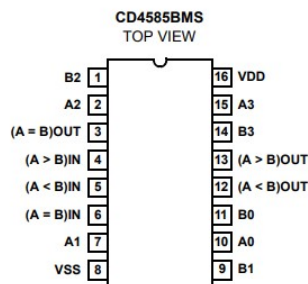 CD4585BMS
TOP VIEW
B2 1 16 VDD
A2 2 15 A3
(A = B)OUT 3 14 B3
(A > B)IN 4 13 (A > B)OUT
(A < B)IN 5 12 (A < B)OUT
(A = B)IN 6 11 B0
A1 7 10 A0
VSS 8 9 B1